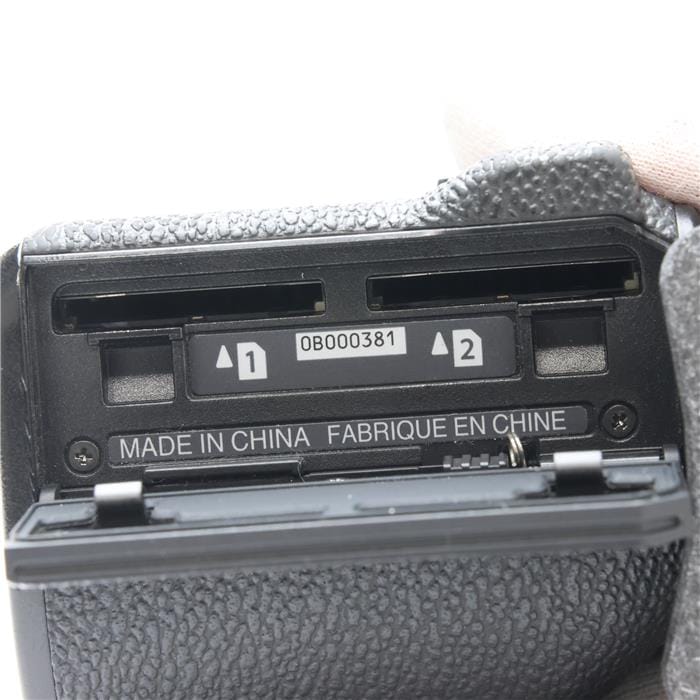 1 0B000381 2
MADE IN CHINA FABRIQUE EN CHINE